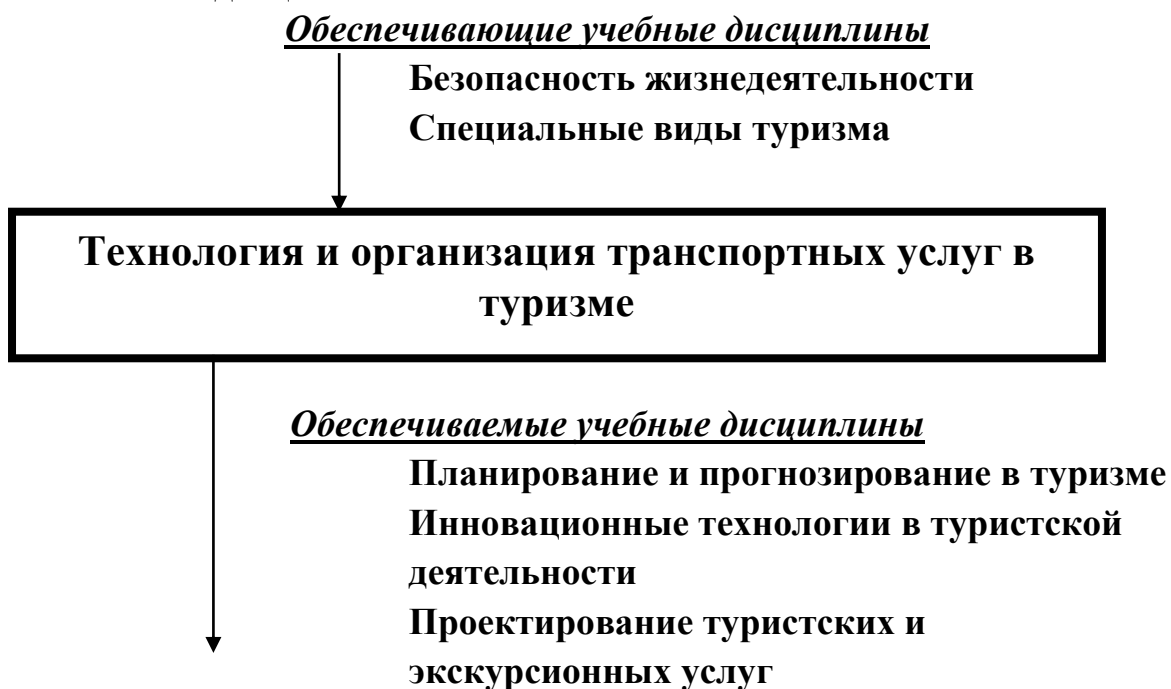 Обеспечивающие учебные дисциплины
Безопасность жизнедеятельности
Специальные виды туризма
Технология и организация транспортных услуг в
туризме
Обеспечиваемые учебные дисциплины
Планирование и прогнозирование в туризме
Инновационные технологии в туристской
деятельности
Проектирование туристских и
экскурсионных услуг